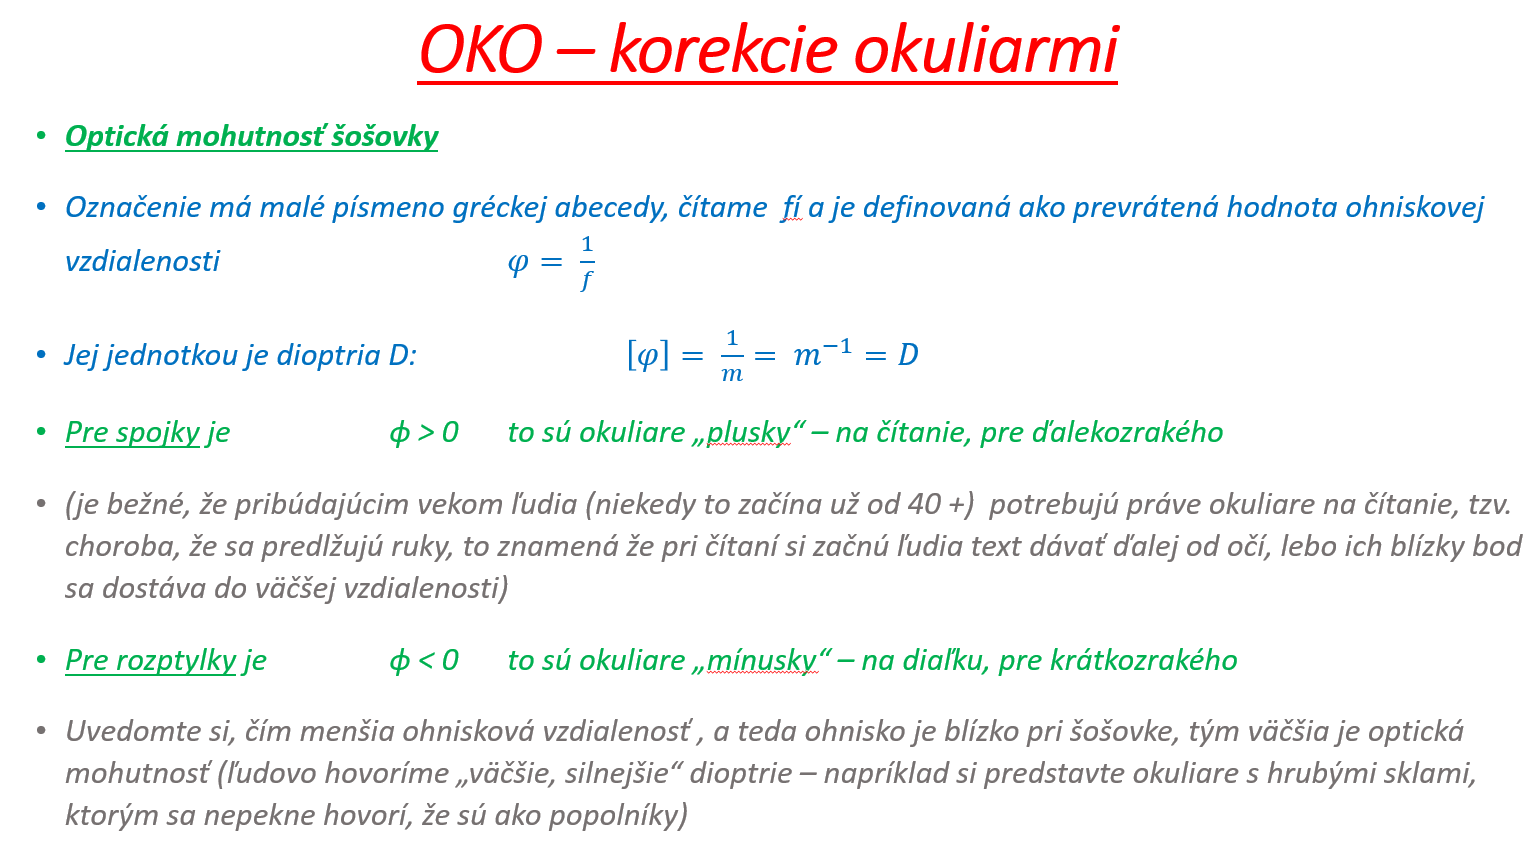 OKO – korekcie okuliarmi
• Optická mohutnosť šošovky
• Označenie má malé písmeno gréckej abecedy, čítame fí a je definovaná ako prevrátená hodnota ohniskovej
vzdialenosti φ = 1/f
• Jej jednotkou je dioptria D: [φ] = 1/m = m⁻¹ = D
• Pre spojky je ϕ > 0 to sú okuliare „plusky“ – na čítanie, pre ďalekozrakého
• (je bežné, že pribúdajúcim vekom ľudia (niekedy to začína už od 40 +) potrebujú práve okuliare na čítanie, tzv.
choroba, že sa predlžujú ruky, to znamená že pri čítaní si začnú ľudia text dávať ďalej od očí, lebo ich blízky bod
sa dostáva do väčšej vzdialenosti)
• Pre rozptylky je ϕ < 0 to sú okuliare „mínusky“ – na diaľku, pre krátkozrakého
• Uvedomte si, čím menšia ohnisková vzdialenosť , a teda ohnisko je blízko pri šošovke, tým väčšia je optická
mohutnosť (ľudovo hovoríme „väčšie, silnejšie“ dioptrie – napríklad si predstavte okuliare s hrubými sklami,
ktorým sa nepekne hovorí, že sú ako popolníky)